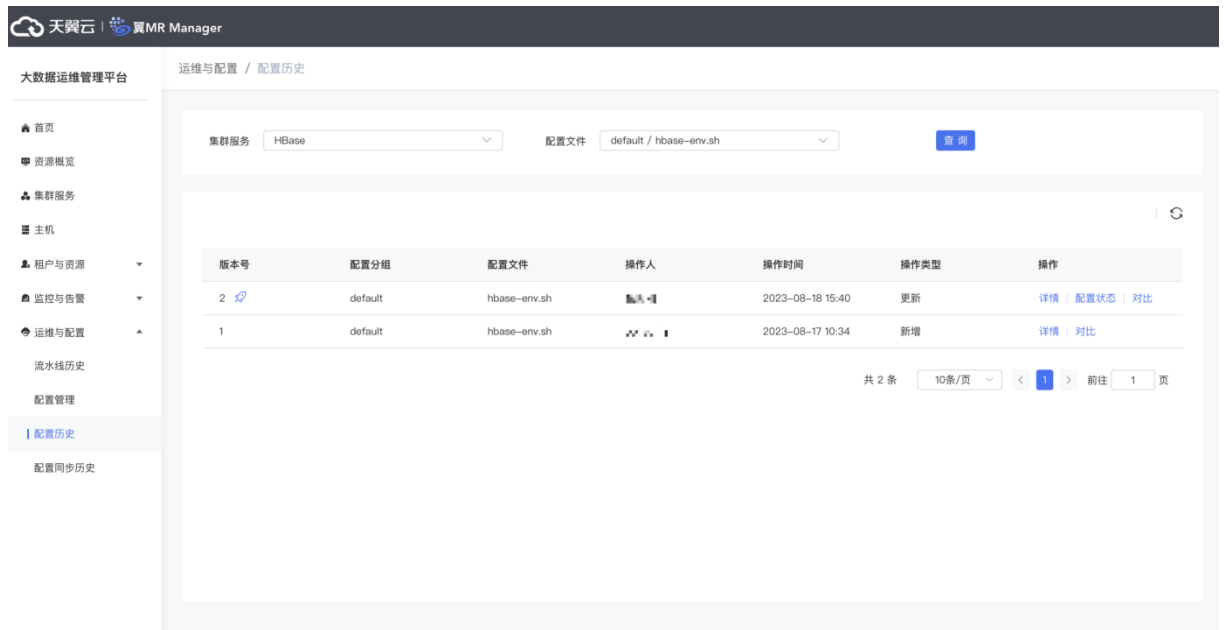 天翼云 翼MR Manager
大数据运维管理平台
运维与配置 / 配置历史
首页
资源概览
集群服务
主机
租户与资源
监控与告警
运维与配置
流水线历史
配置管理
配置历史
配置同步历史
集群服务 HBase 配置文件 default / hbase-env.sh 查询
版本号 配置分组 配置文件 操作人 操作时间 操作类型 操作
2 default hbase-env.sh 2023-08-18 15:40 更新 详情 配置状态 对比
1 default hbase-env.sh 2023-08-17 10:34 新增 详情 对比
共 2 条 10条/页 < 1 > 前往 1 页